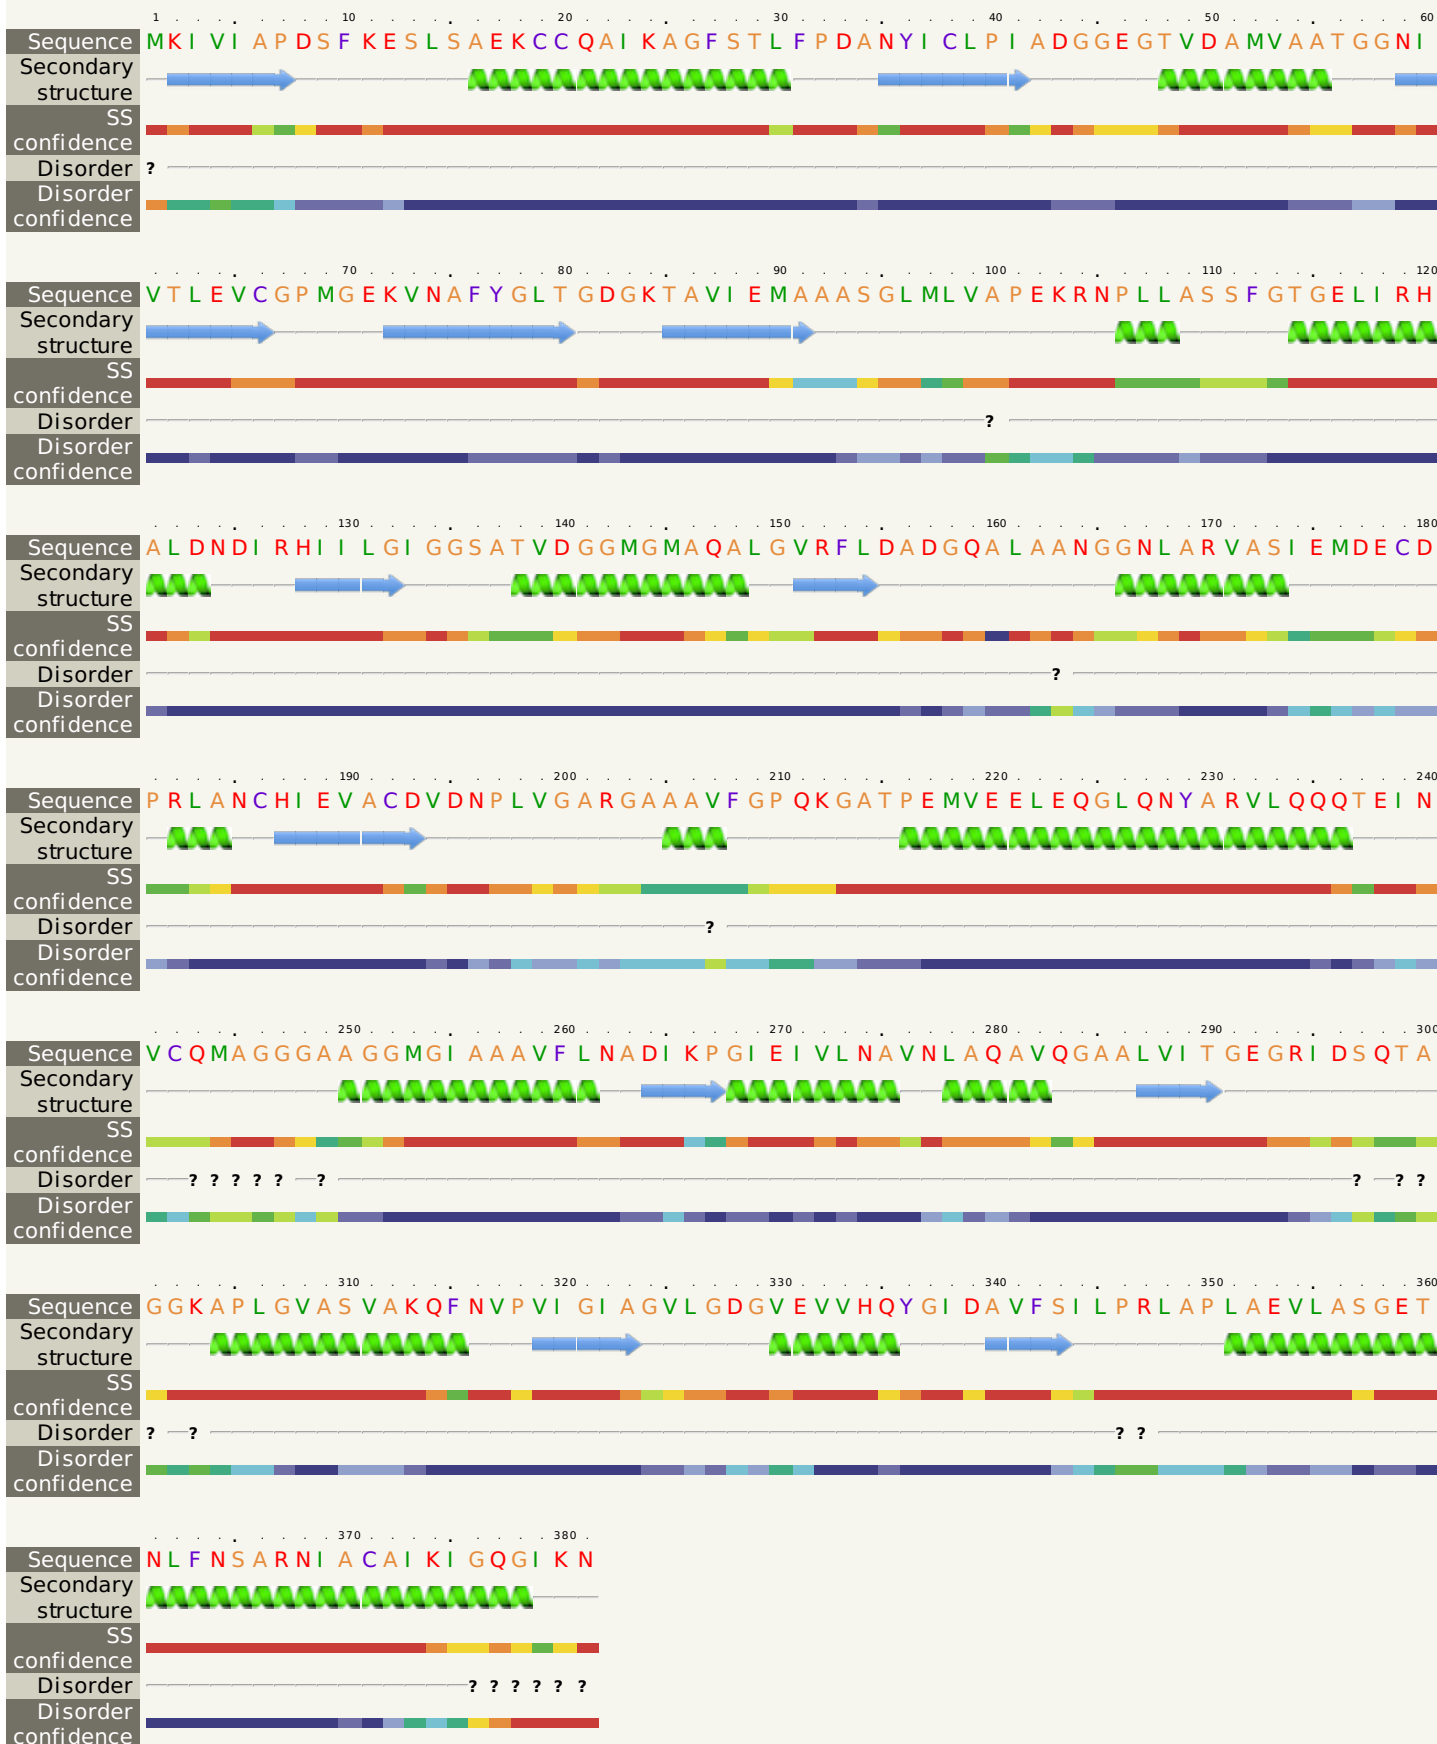 1 10 20 30 40 50 60
Sequence MKIVIAPDSFKESLSAEKCCQAIKAGFSTLFPDANYICLPIADGGEGTVDAMVAATGGNI
Secondary
structure
SS
confidence
Disorder ?
Disorder
confidence
70 80 90 100 110 120
Sequence VTLEVCGPMGEKVNAFYGLTGDGKTAVIEMAAASGLMLVAPEKRNPLLASSFGTGELIRH
Secondary
structure
SS
confidence
Disorder ?
Disorder
confidence
130 140 150 160 170 180
Sequence ALDNDIRHIILGIGGSATVDGGMGMAQALGVRFLDADGQALAANGGNLARVASIEMDECD
Secondary
structure
SS
confidence
Disorder ?
Disorder
confidence
190 200 210 220 230 240
Sequence PRLANCHIEVACDVDNPLVGARGAAAVFGPQKGATPEMVEELEQGLQNYARVLQQQTEIN
Secondary
structure
SS
confidence
Disorder ?
Disorder
confidence
250 260 270 280 290 300
Sequence VCQMAGGGAAGGMGIAAAVFLNADIKPGIEIVLNAVNLAQAVQGAALVITGEGRIDSQTA
Secondary
structure
SS
confidence
Disorder ? ? ? ? ? ? ? ? ?
Disorder
confidence
310 320 330 340 350 360
Sequence GGKAPLGVASVAKQFNVPVIGIAGVLGDGVEVVHQYGIDAVFSILPRLAPLAEVLASGET
Secondary
structure
SS
confidence
Disorder ? ? ? ?
Disorder
confidence
370 380
Sequence NLFNSARNIACAIKIGQGIKN
Secondary
structure
SS
confidence
Disorder ? ? ? ? ? ?
Disorder
confidence